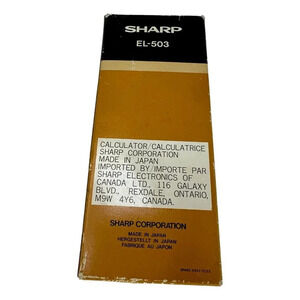 SHARP
EL-503
CALCULATOR/CALCULATRICE
SHARP CORPORATION
MADE IN JAPAN
IMPORTED BY/IMPORTE PAR
SHARP ELECTRONICS OF
CANADA LTD. 116 GALAXY
BLVD., REXDALE, ONTARIO,
M9W 4Y6, CANADA.
SHARP CORPORATION
MADE IN JAPAN
HERGESTELLT IN JAPAN
FABRIQUÉ AU JAPON